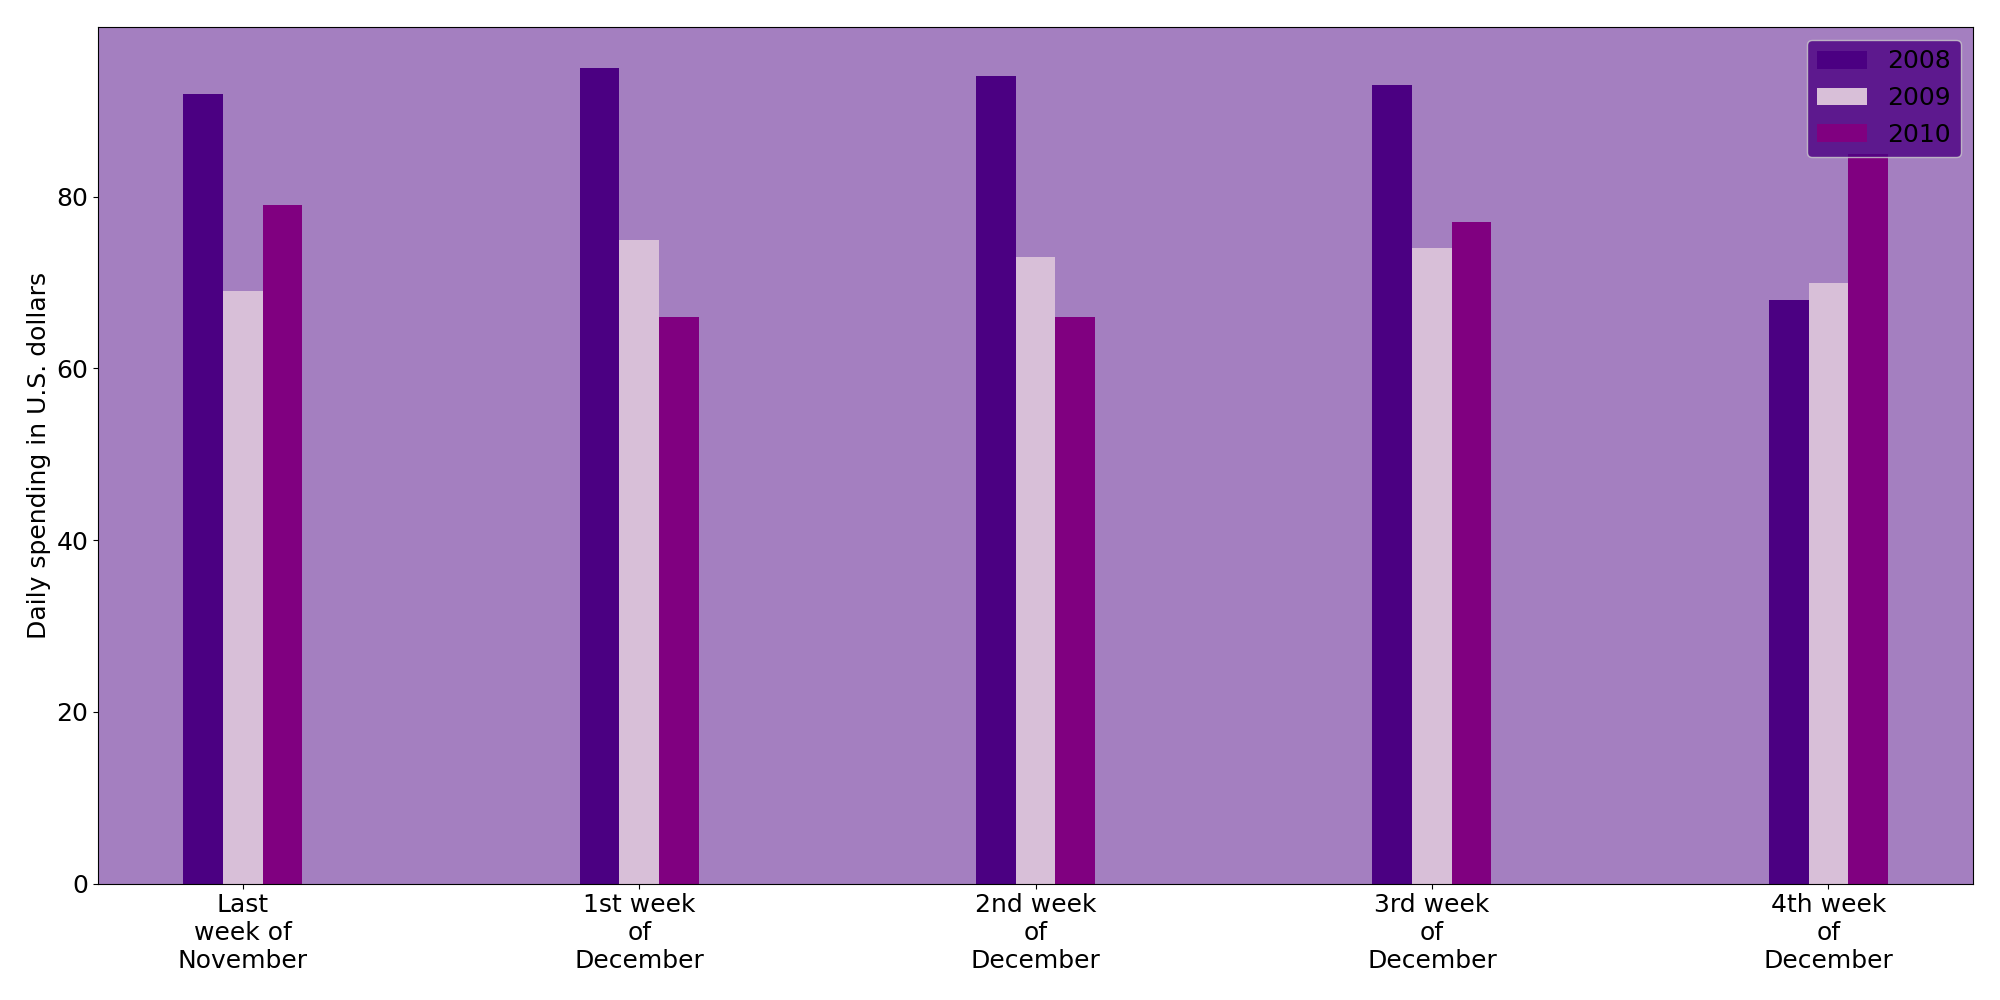 2008
2009
2010
Daily spending in U.S. dollars
80
60
40
20
0
Last
week of
November
1st week
of
December
2nd week
of
December
3rd week
of
December
4th week
of
December